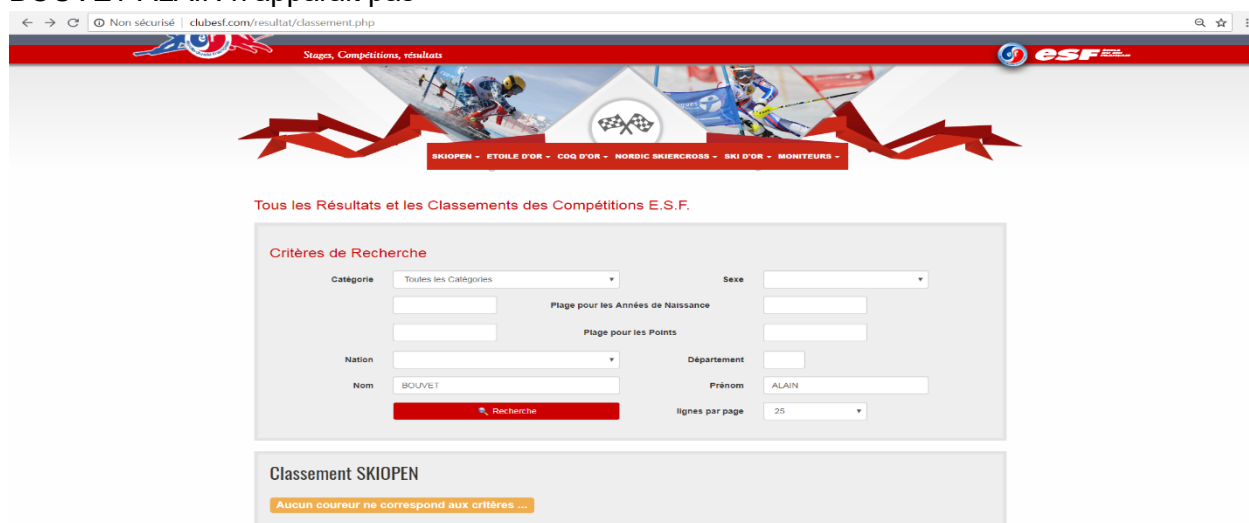 BOUVET ALAIN n'apparait pas
Non sécurisé | clubesf.com/resultat/classement.php
Stages, Compétitions, résultats
esf
SKIOPEN ETOILE D'OR COQ D'OR NORDIC SKIERCROSS SKI D'OR MONITEURS
Tous les Résultats et les Classements des Compétitions E.S.F.
Critères de Recherche
Catégorie Toutes les Catégories Sexe
Plage pour les Années de Naissance
Plage pour les Points
Nation Département
Nom BOUVET Prénom ALAIN
Recherche lignes par page 25
Classement SKIOPEN
Aucun coureur ne correspond aux critères ...